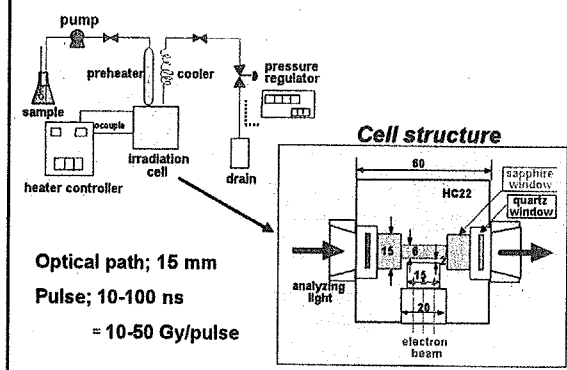 pump
preheater
cooler
pressure
regulator
sample
ocouple
heater controller
irradiation
cell
drain
Cell structure
60
HC22
sapphire
window
quartz
window
15
6
2
15
20
analyzing
light
electron
beam
Optical path; 15 mm
Pulse; 10-100 ns
= 10-50 Gy/pulse